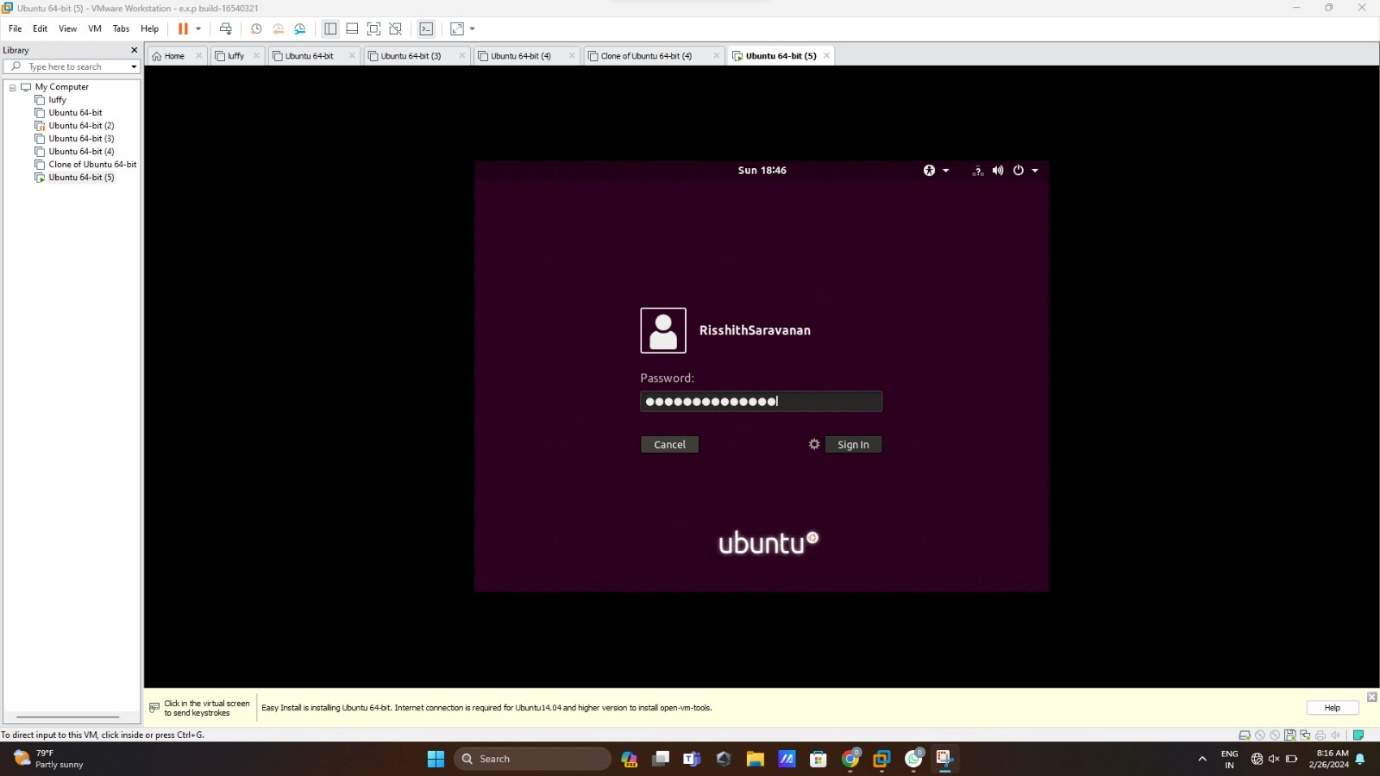 Ubuntu 64-bit (5) - VMware Workstation - e.x.p build-16540321
File Edit View VM Tabs Help
Library
Type here to search
My Computer
luffy
Ubuntu 64-bit
Ubuntu 64-bit (2)
Ubuntu 64-bit (3)
Ubuntu 64-bit (4)
Clone of Ubuntu 64-bit
Ubuntu 64-bit (5)
Home luffy Ubuntu 64-bit Ubuntu 64-bit (3) Ubuntu 64-bit (4) Clone of Ubuntu 64-bit (4) Ubuntu 64-bit (5)
Sun 18:46
RisshithSaravanan
Password:
Cancel Sign In
ubuntu
Click in the virtual screen
to send keystrokes
Easy Install is installing Ubuntu 64-bit. Internet connection is required for Ubuntu14.04 and higher version to install open-vm-tools.
Help
To direct input to this VM, click inside or press Ctrl+G.
79°F
Partly sunny
Search
ENG
IN
8:16 AM
2/26/2024